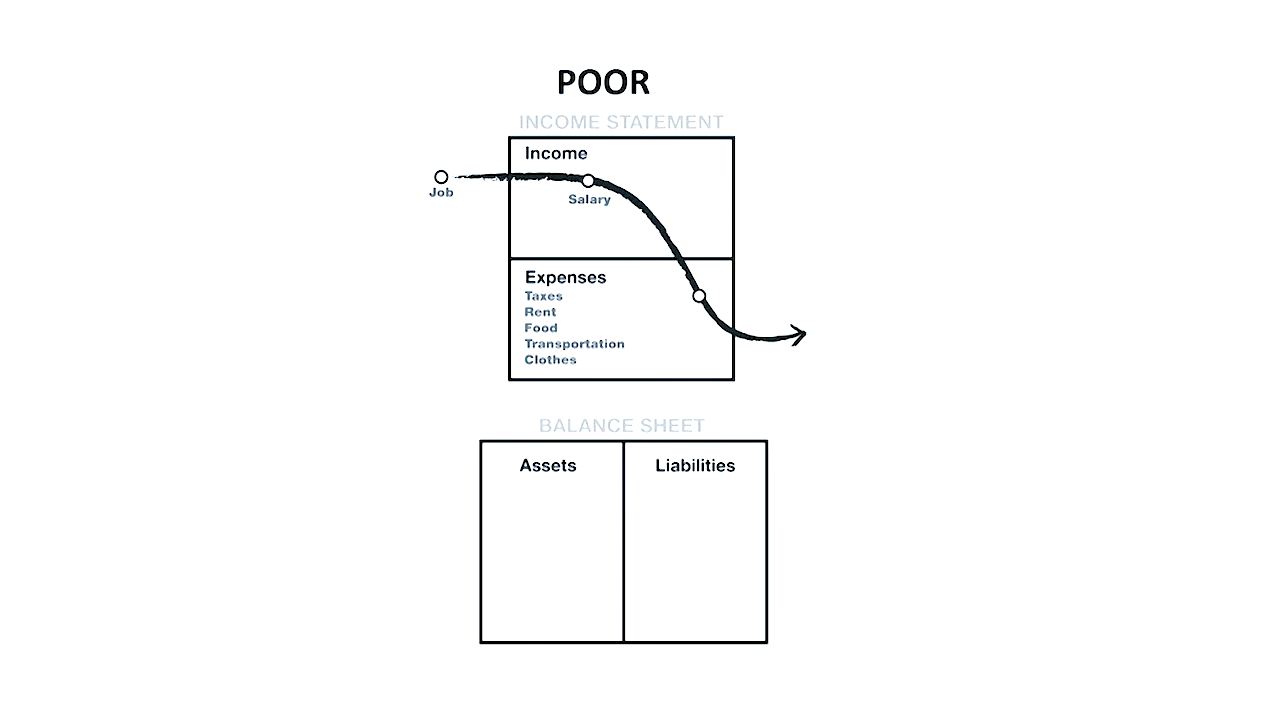 POOR
INCOME STATEMENT
Income
Job
Salary
Expenses
Taxes
Rent
Food
Transportation
Clothes
BALANCE SHEET
Assets
Liabilities